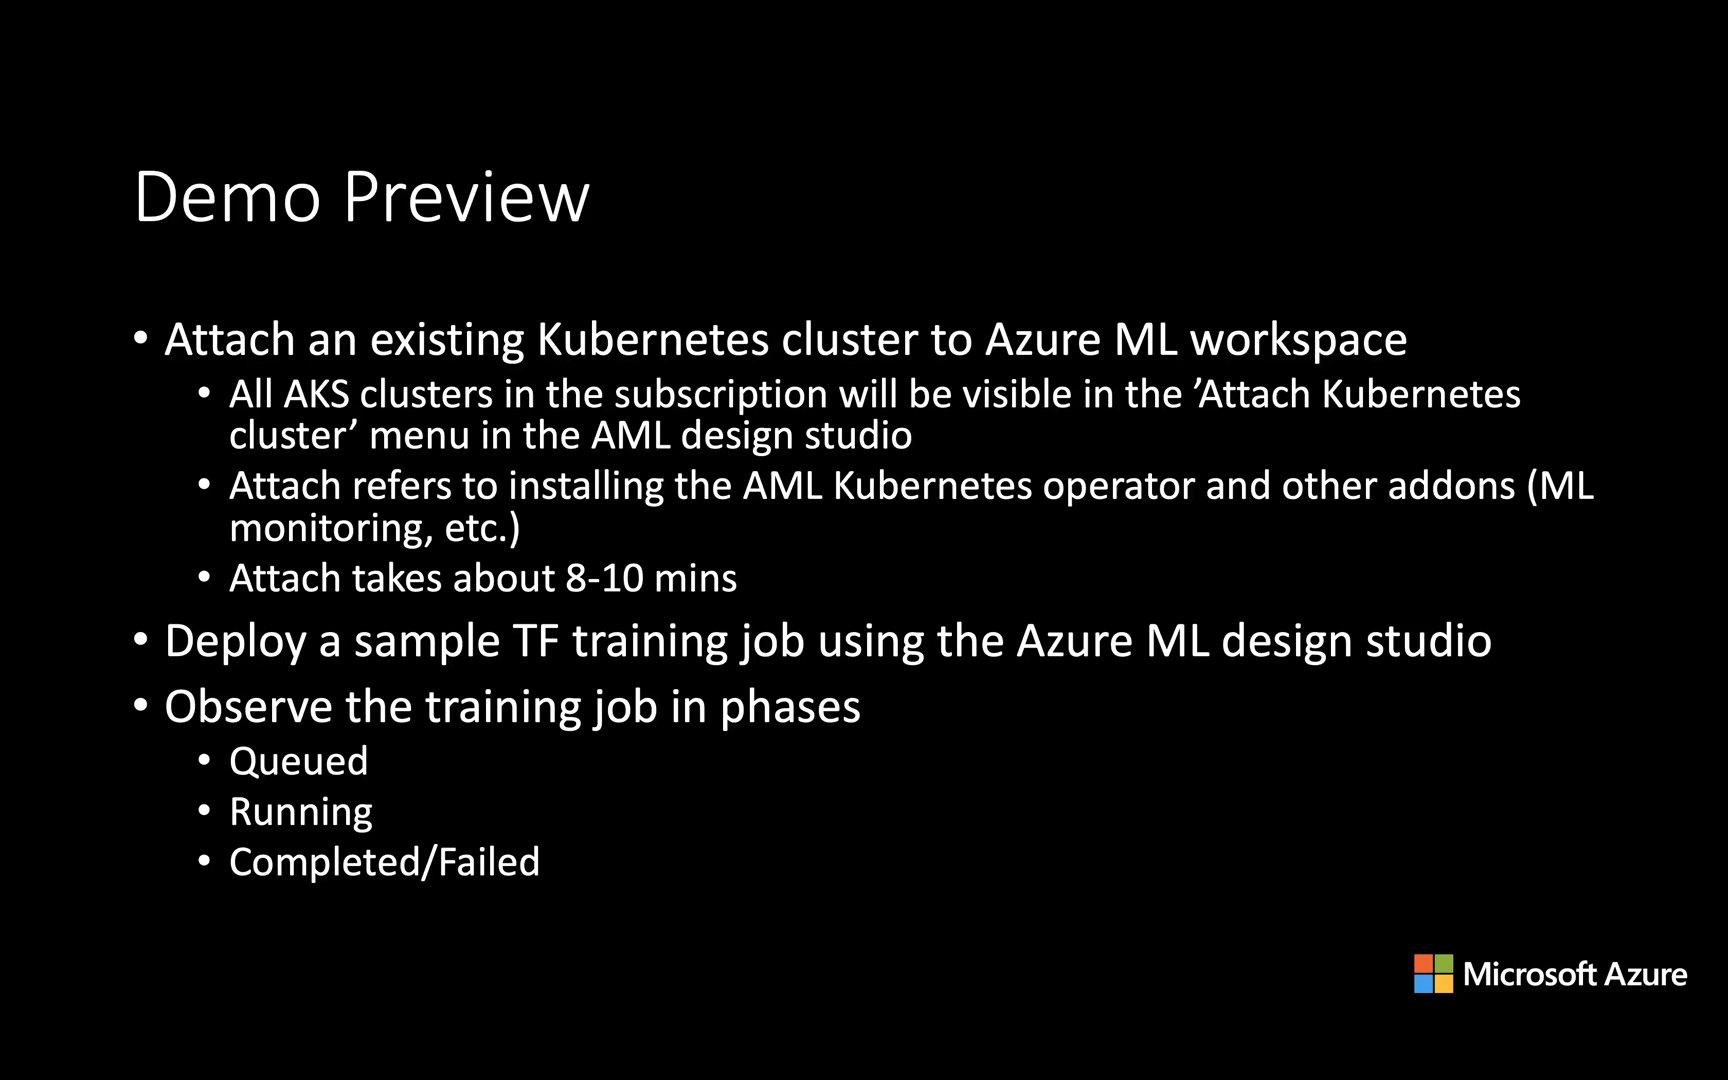 Demo Preview
• Attach an existing Kubernetes cluster to Azure ML workspace
• All AKS clusters in the subscription will be visible in the ’Attach Kubernetes
cluster’ menu in the AML design studio
• Attach refers to installing the AML Kubernetes operator and other addons (ML
monitoring, etc.)
• Attach takes about 8-10 mins
• Deploy a sample TF training job using the Azure ML design studio
• Observe the training job in phases
• Queued
• Running
• Completed/Failed
Microsoft Azure